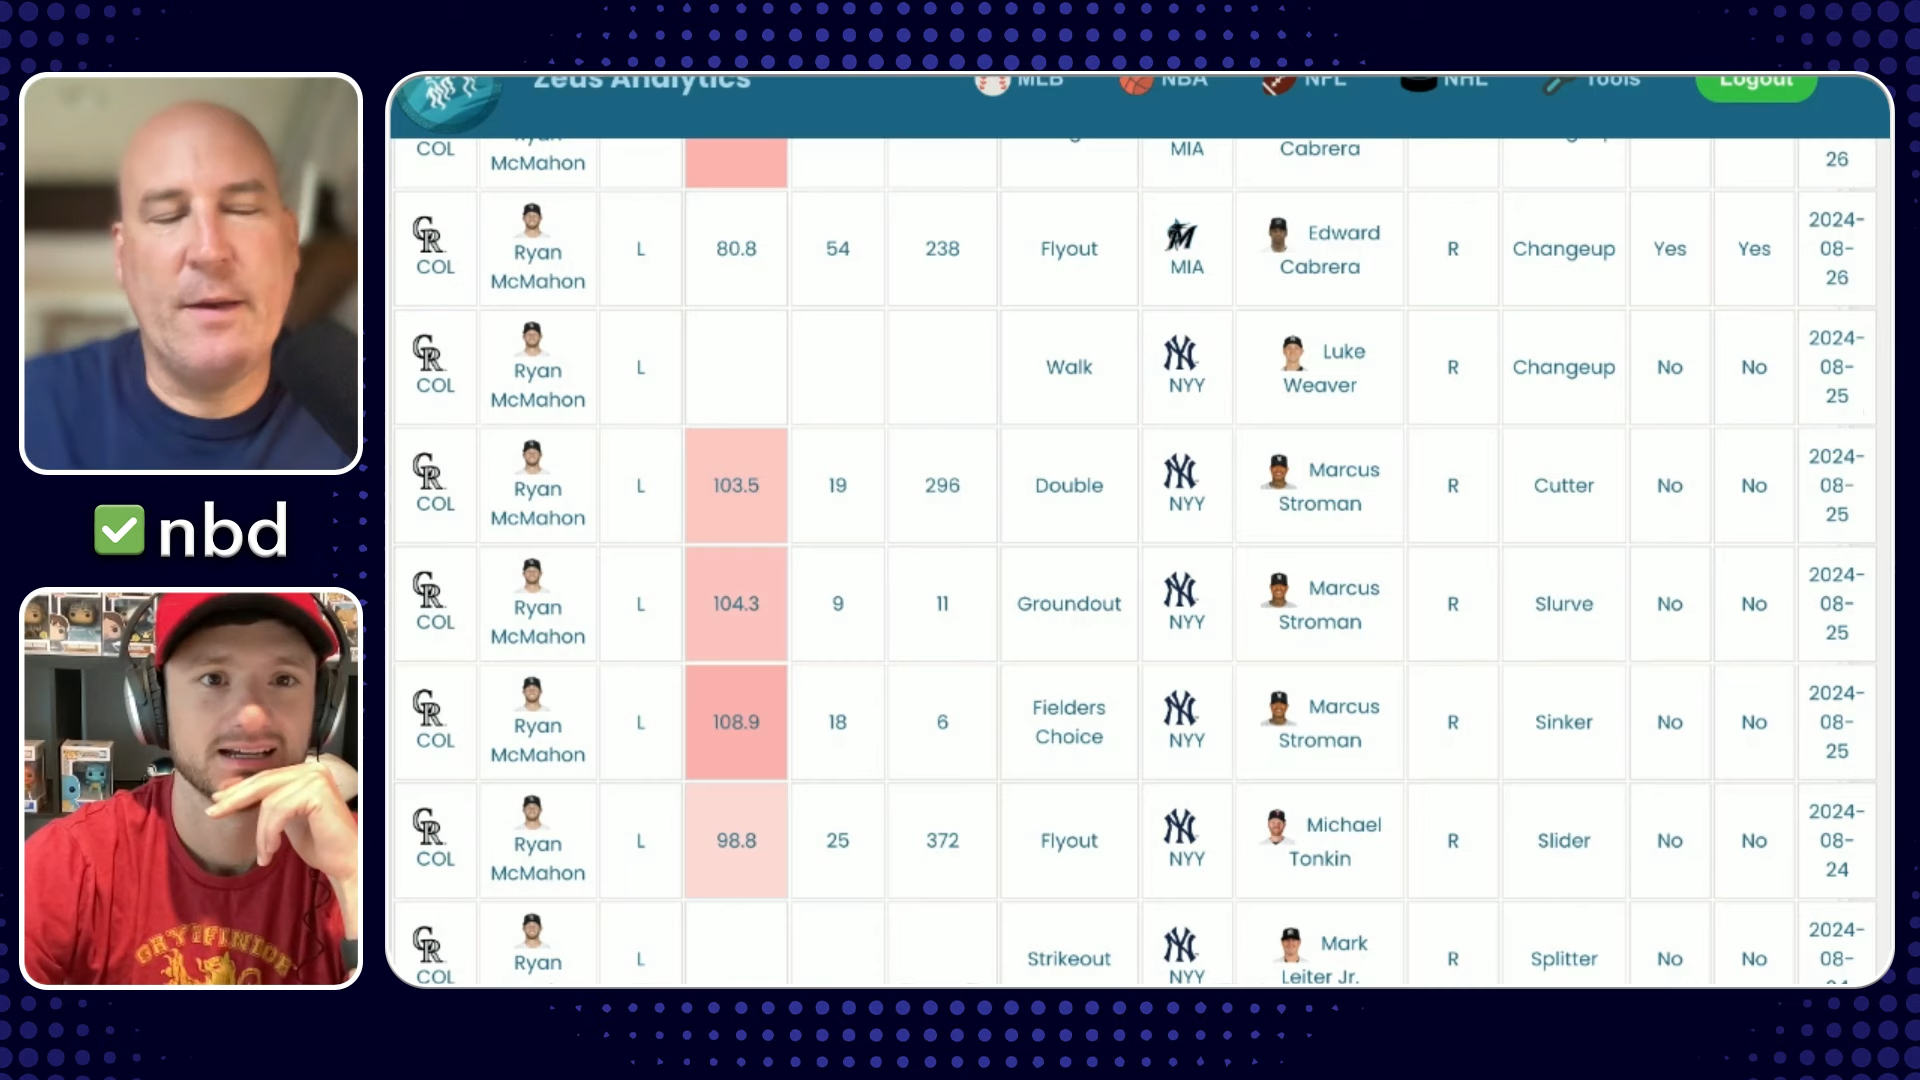 Zeus Analytics MLB NBA NFL NHL Tools Logout
COL Ryan McMahon MIA Cabrera 26
COL Ryan McMahon L 80.8 54 238 Flyout MIA Edward Cabrera R Changeup Yes Yes 2024-08-26
COL Ryan McMahon L Walk NYY Luke Weaver R Changeup No No 2024-08-25
COL Ryan McMahon L 103.5 19 296 Double NYY Marcus Stroman R Cutter No No 2024-08-25
COL Ryan McMahon L 104.3 9 11 Groundout NYY Marcus Stroman R Slurve No No 2024-08-25
COL Ryan McMahon L 108.9 18 6 Fielders Choice NYY Marcus Stroman R Sinker No No 2024-08-25
COL Ryan McMahon L 98.8 25 372 Flyout NYY Michael Tonkin R Slider No No 2024-08-24
COL Ryan L Strikeout NYY Mark Leiter Jr. R Splitter No No 2024-08-
nbd
GRYFFINDOR